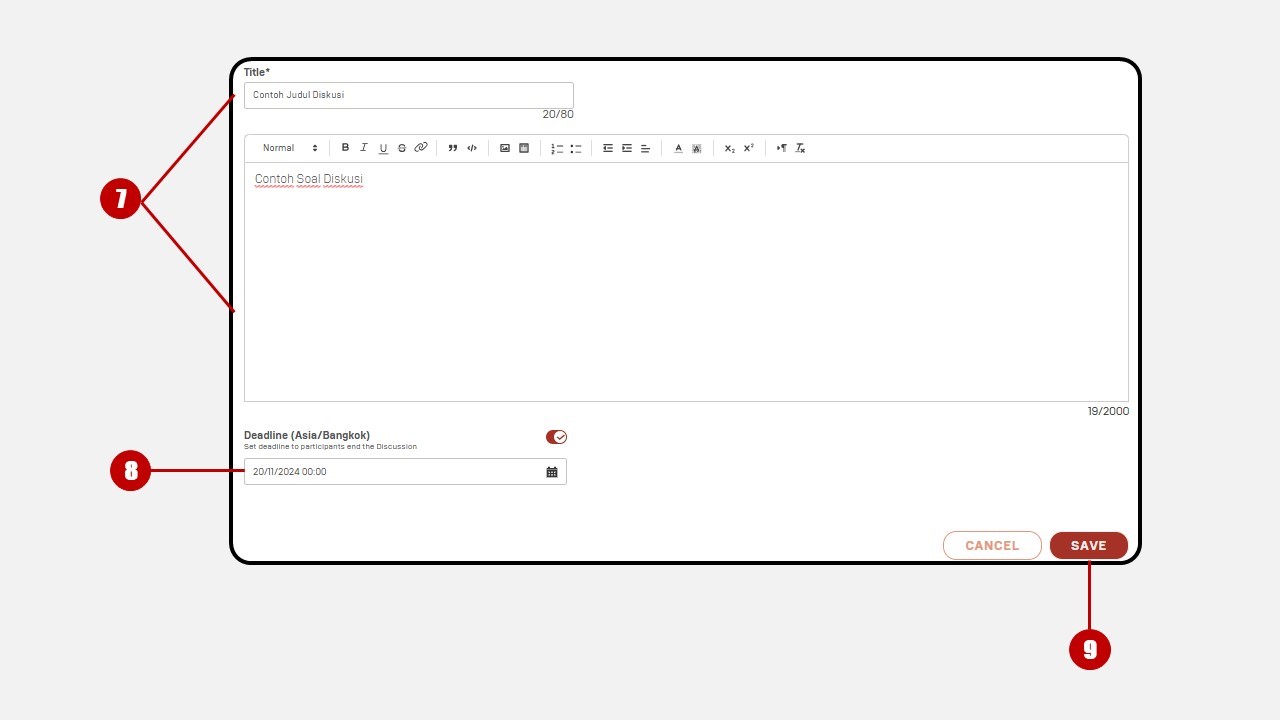 Title*
Contoh Judul Diskusi
20/80
Normal
Contoh Soal Diskusi
7
19/2000
Deadline (Asia/Bangkok)
Set deadline to participants end the Discussion
8
20/11/2024 00:00
CANCEL
SAVE
9